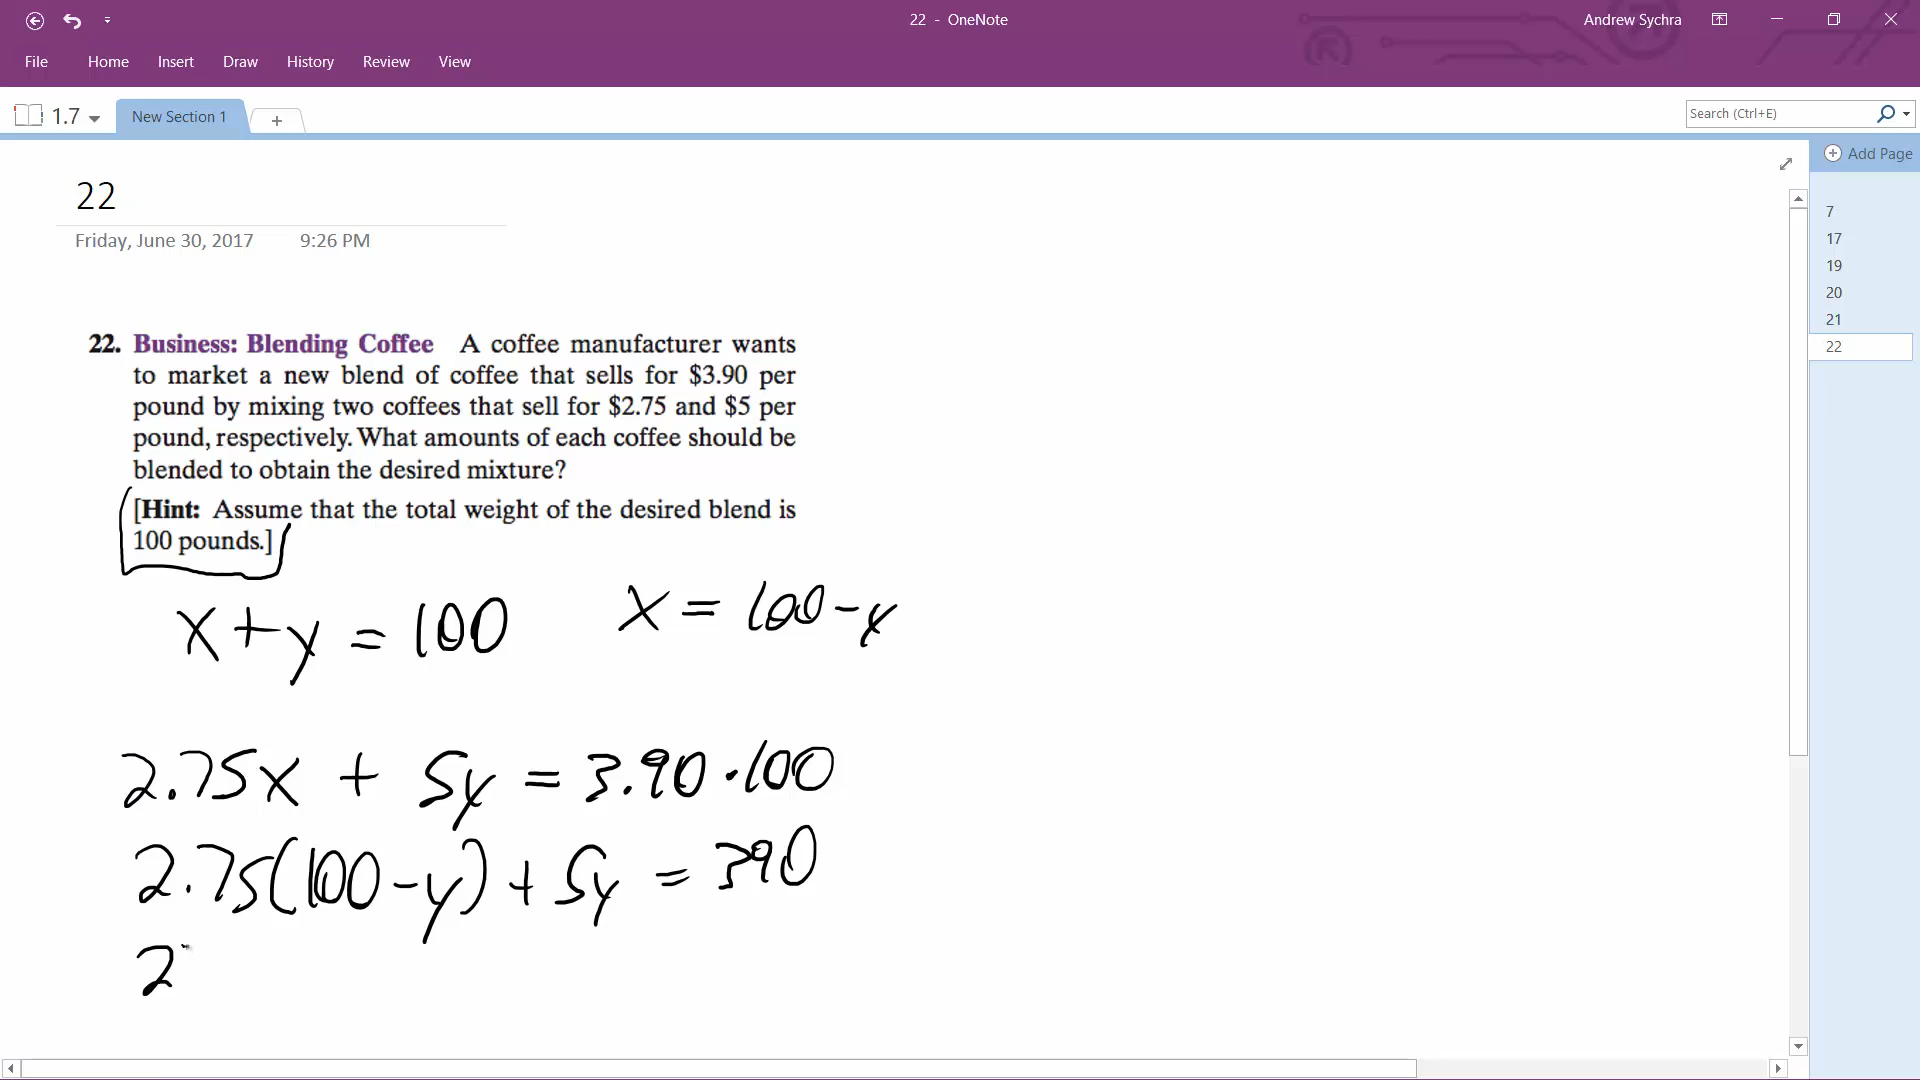 22 - OneNote
Andrew Sychra
File Home Insert Draw History Review View
1.7
New Section 1
+
Search (Ctrl+E)
Add Page
22
Friday, June 30, 2017 9:26 PM
7
17
19
20
21
22
22. Business: Blending Coffee A coffee manufacturer wants
to market a new blend of coffee that sells for $3.90 per
pound by mixing two coffees that sell for $2.75 and $5 per
pound, respectively. What amounts of each coffee should be
blended to obtain the desired mixture?
[Hint: Assume that the total weight of the desired blend is
100 pounds.]
x + y = 100
x = 100 - y
2.75x + 5y = 3.90 · 100
2.75(100 - y) + 5y = 390
2